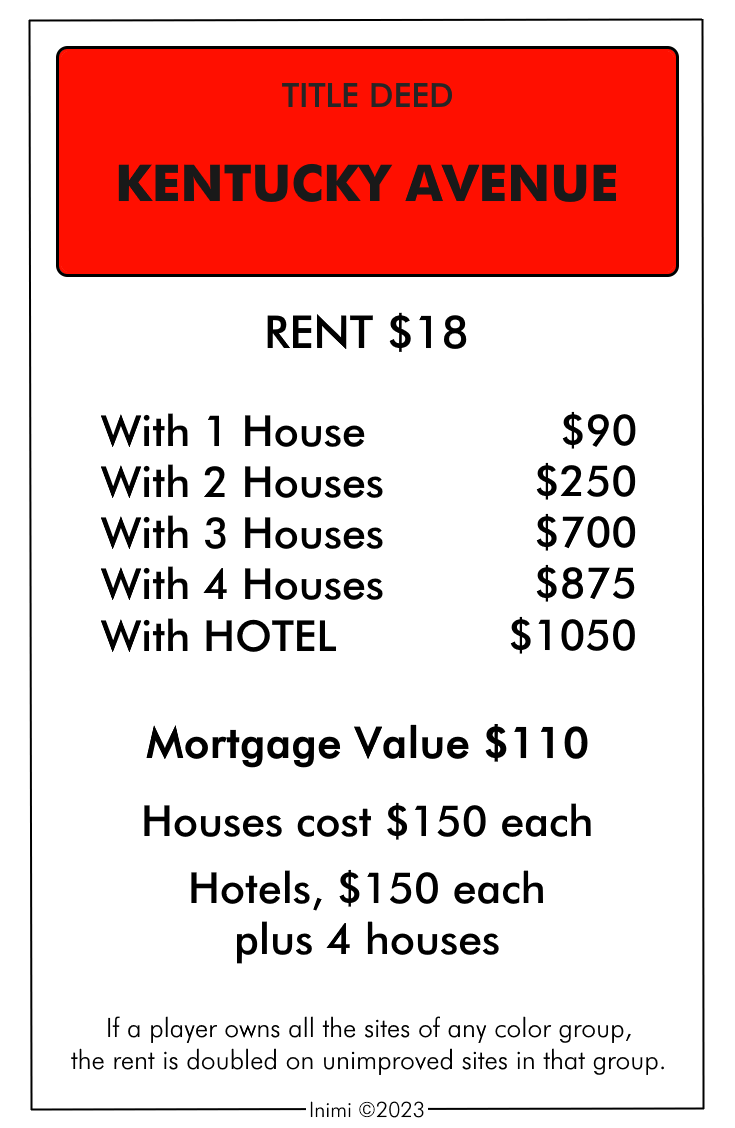 TITLE DEED
KENTUCKY AVENUE
RENT $18
With 1 House $90
With 2 Houses $250
With 3 Houses $700
With 4 Houses $875
With HOTEL $1050
Mortgage Value $110
Houses cost $150 each
Hotels, $150 each
plus 4 houses
If a player owns all the sites of any color group,
the rent is doubled on unimproved sites in that group.
Inimi ©2023